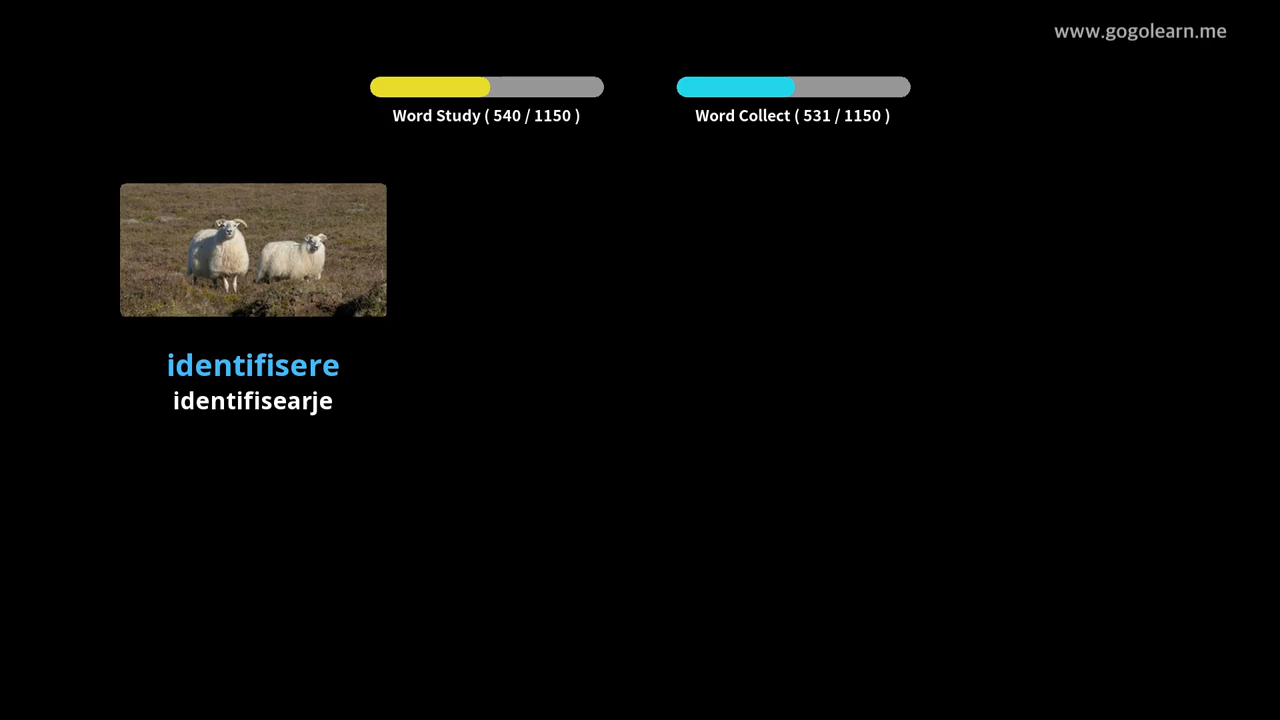 www.gogolearn.me
Word Study ( 540 / 1150 )
Word Collect ( 531 / 1150 )
identifisere
identifisearje